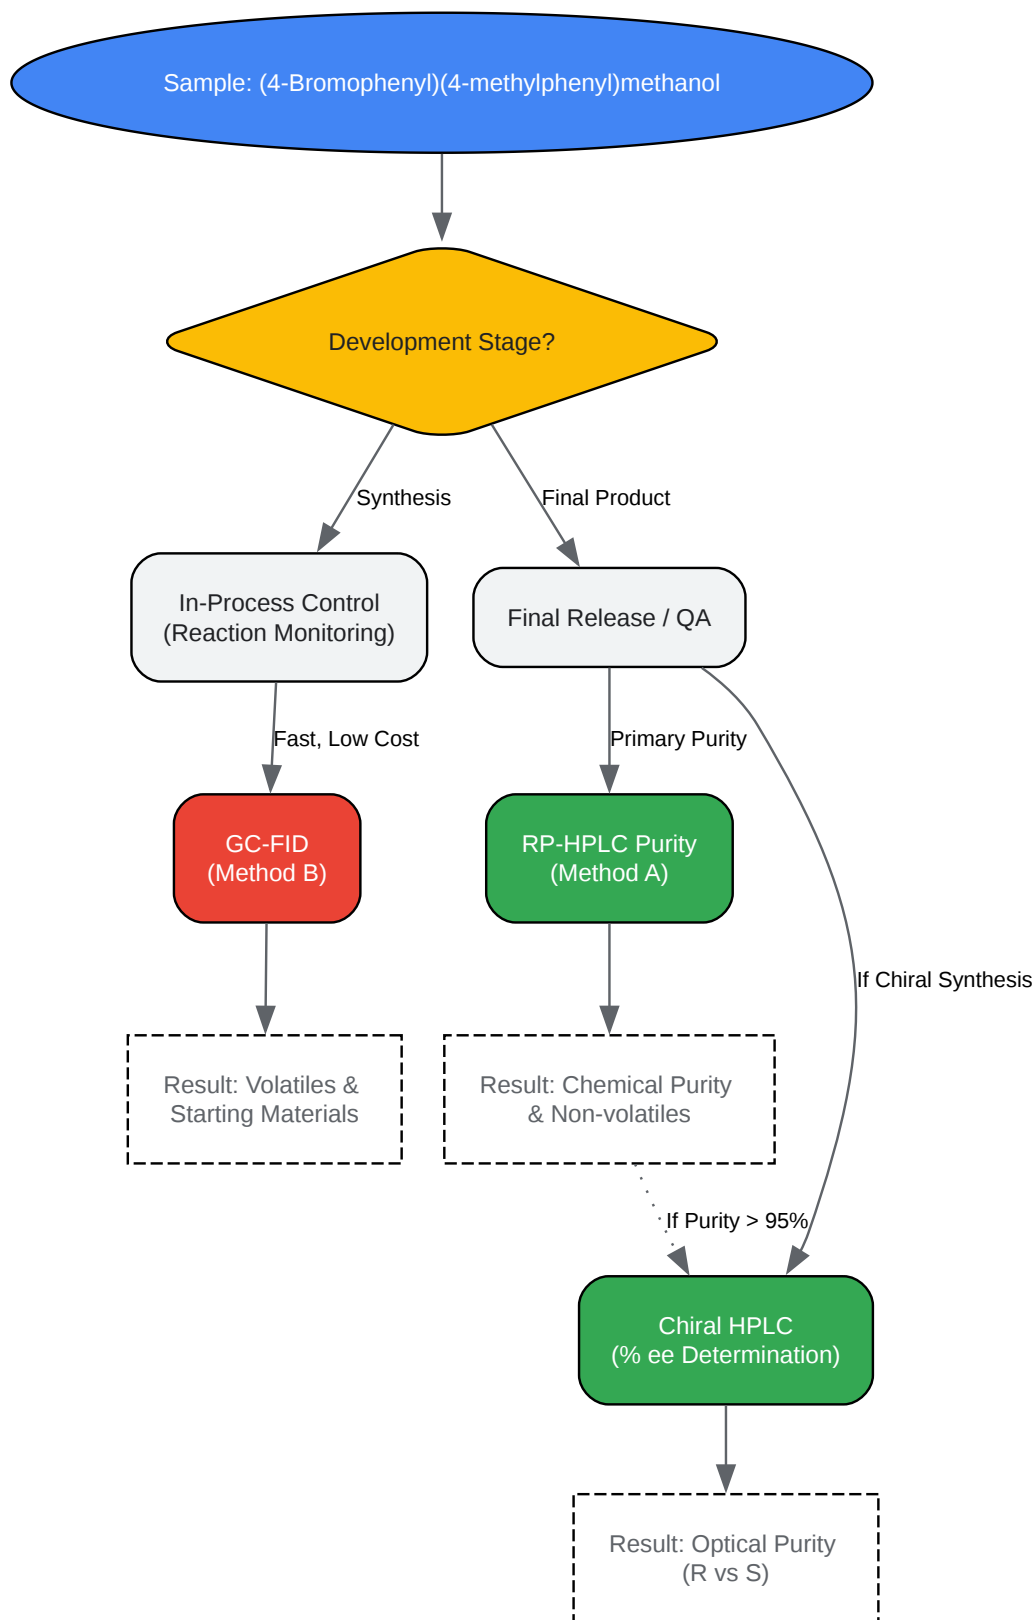 Sample: (4-Bromophenyl)(4-methylphenyl)methanol
Development Stage?
Synthesis
Final Product
In-Process Control
(Reaction Monitoring)
Final Release / QA
Fast, Low Cost
Primary Purity
GC-FID
(Method B)
RP-HPLC Purity
(Method A)
If Chiral Synthesis
Result: Volatiles &
Starting Materials
Result: Chemical Purity
& Non-volatiles
If Purity > 95%
Chiral HPLC
(% ee Determination)
Result: Optical Purity
(R vs S)